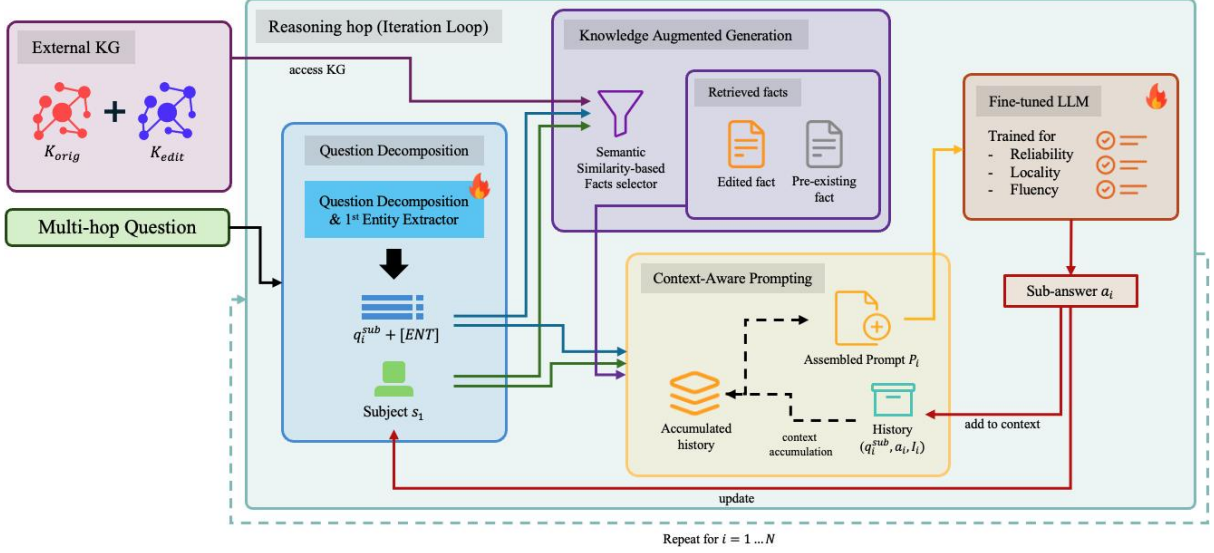 External KG
K_orig
+
K_edit
Multi-hop Question
Reasoning hop (Iteration Loop)
access KG
Question Decomposition
Question Decomposition
& 1st Entity Extractor
q_i^sub + [ENT]
Subject s_1
Knowledge Augmented Generation
Semantic
Similarity-based
Facts selector
Retrieved facts
Edited fact
Pre-existing
fact
Context-Aware Prompting
Assembled Prompt P_i
Accumulated
history
context
accumulation
History
(q_i^sub, a_i, I_i)
Fine-tuned LLM
Trained for
- Reliability
- Locality
- Fluency
Sub-answer a_i
add to context
update
Repeat for i = 1 … N